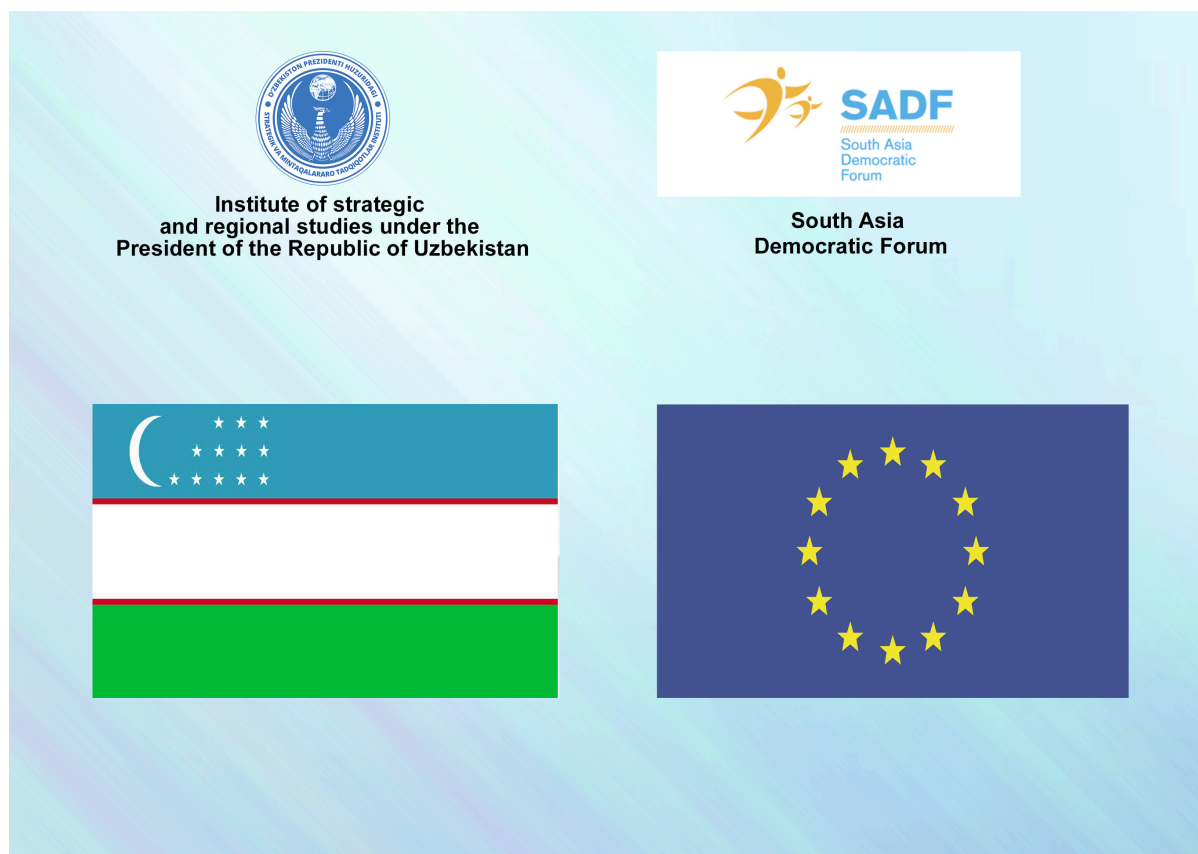 O'ZBEKISTON PREZIDENTI HUZURIDAGI
STRATEGIK VA MINTAQALARARO TADQIQOTLAR INSTITUTI
Institute of strategic
and regional studies under the
President of the Republic of Uzbekistan
SADF
South Asia
Democratic
Forum
South Asia
Democratic Forum